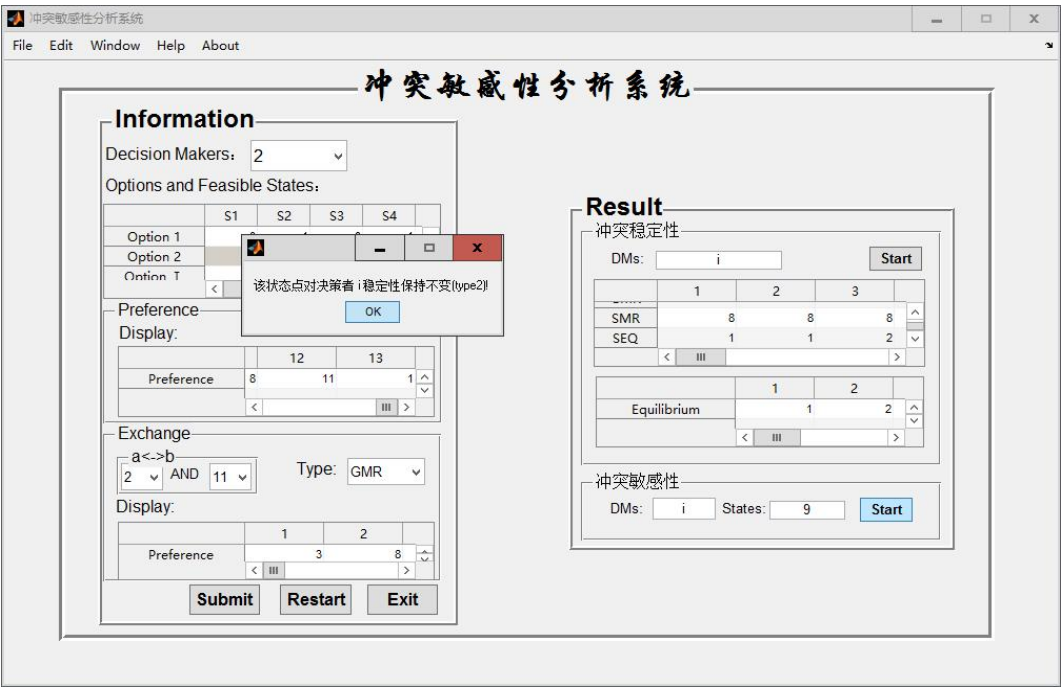 冲突敏感性分析系统
File Edit Window Help About
冲突敏感性分析系统
Information
Decision Makers： 2
Options and Feasible States：
S1 S2 S3 S4
Option 1
Option 2
该状态点对决策者 i 稳定性保持不变(type2)!
OK
Preference
Display:
12 13
Preference 8 11 1
Exchange
a<->b
2 AND 11
Type: GMR
Display:
1 2
Preference 3 8
Submit Restart Exit
Result
冲突稳定性
DMs: i Start
1 2 3
SMR 8 8 8
SEQ 1 1 2
1 2
Equilibrium 1 2
冲突敏感性
DMs: i States: 9 Start